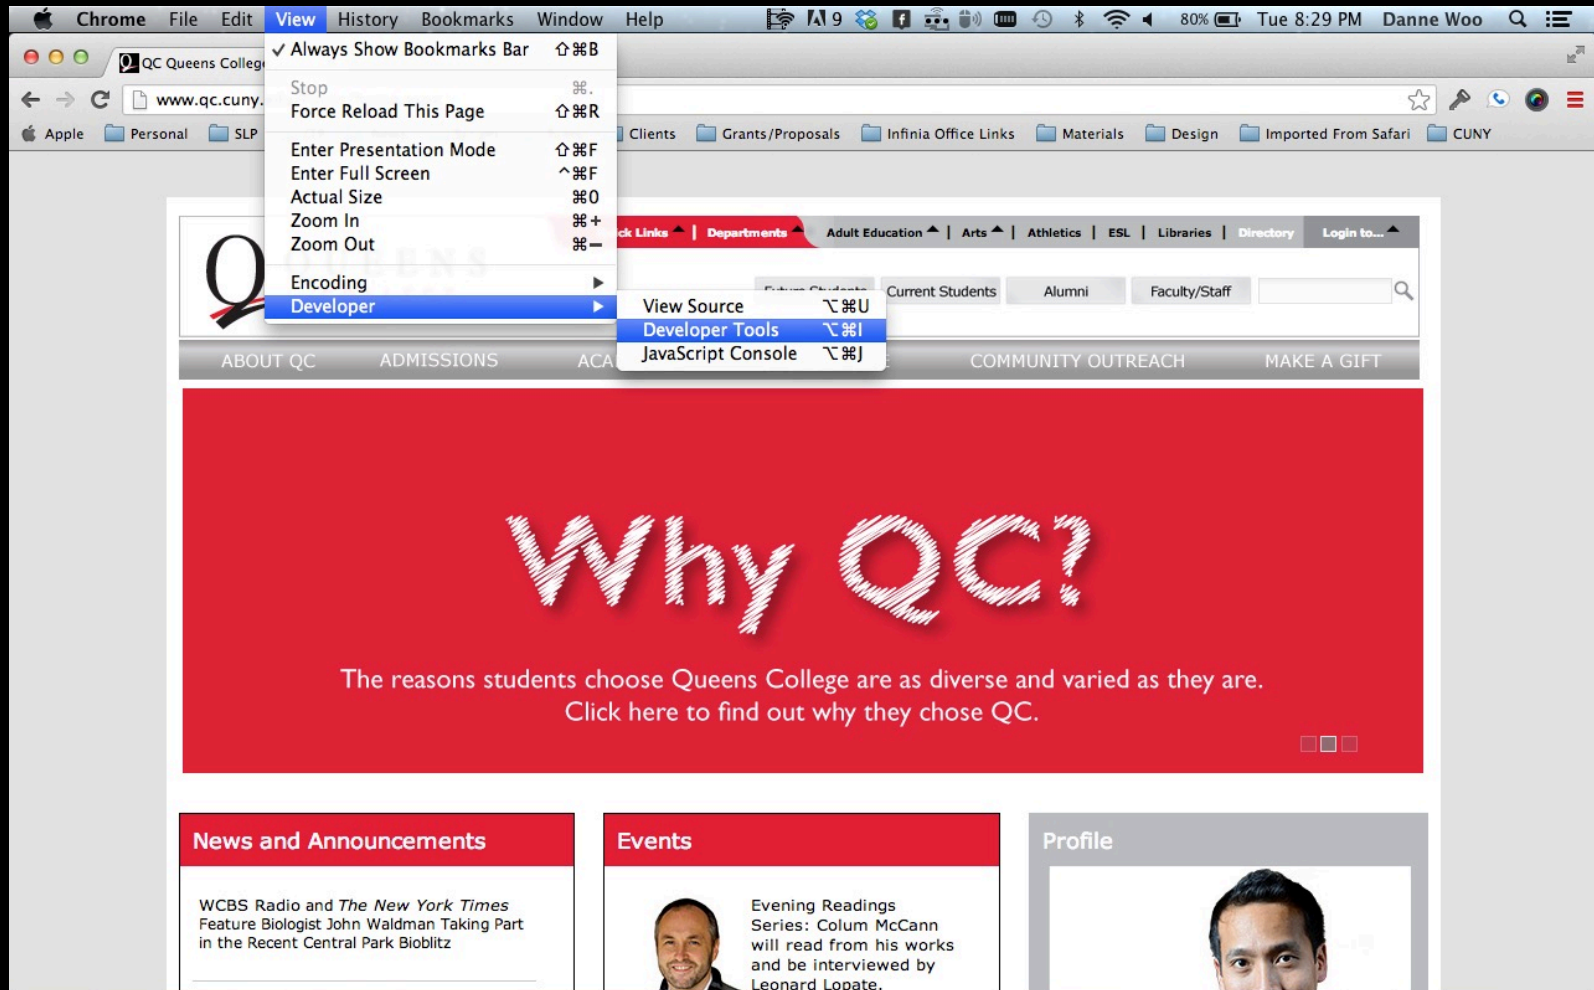 Chrome File Edit View History Bookmarks Window Help 9 80% Tue 8:29 PM Danne Woo
QC Queens College
www.qc.cuny.
Apple Personal SLP Clients Grants/Proposals Infinia Office Links Materials Design Imported From Safari CUNY
✓ Always Show Bookmarks Bar ⇧⌘B
Stop ⌘.
Force Reload This Page ⇧⌘R
Enter Presentation Mode ⇧⌘F
Enter Full Screen ^⌘F
Actual Size ⌘0
Zoom In ⌘+
Zoom Out ⌘−
Encoding
Developer
View Source ⌥⌘U
Developer Tools ⌥⌘I
JavaScript Console ⌥⌘J
Links | Departments Adult Education | Arts | Athletics | ESL | Libraries | Directory Login to...
QUEENS
Future Students Current Students Alumni Faculty/Staff
ABOUT QC ADMISSIONS COMMUNITY OUTREACH MAKE A GIFT
Why QC?
The reasons students choose Queens College are as diverse and varied as they are.
Click here to find out why they chose QC.
News and Announcements
WCBS Radio and The New York Times
Feature Biologist John Waldman Taking Part
in the Recent Central Park Bioblitz
Events
Evening Readings
Series: Colum McCann
will read from his works
and be interviewed by
Leonard Lopate.
Profile